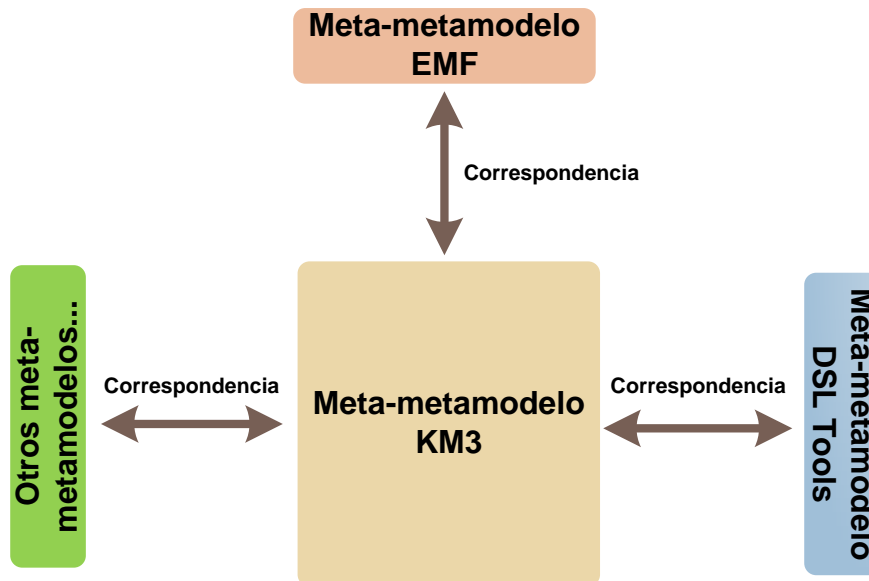 Meta-metamodelo
EMF
Correspondencia
Otros meta-
metamodelos...
Correspondencia
Meta-metamodelo
KM3
Correspondencia
Meta-metamodelo
DSL Tools